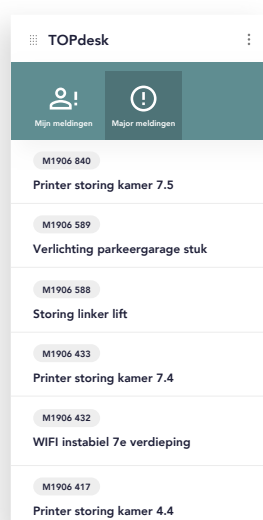 TOPdesk
Mijn meldingen
Major meldingen
M1906 840
Printer storing kamer 7.5
M1906 589
Verlichting parkeergarage stuk
M1906 588
Storing linker lift
M1906 433
Printer storing kamer 7.4
M1906 432
WIFI instabiel 7e verdieping
M1906 417
Printer storing kamer 4.4